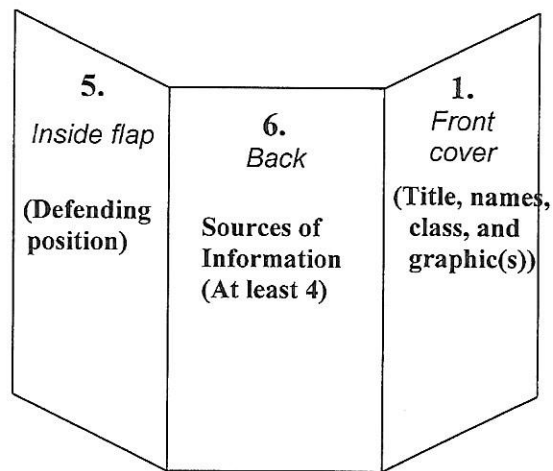 5.
Inside flap
(Defending
position)
6.
Back
Sources of
Information
(At least 4)
1.
Front
cover
(Title, names,
class, and
graphic(s))